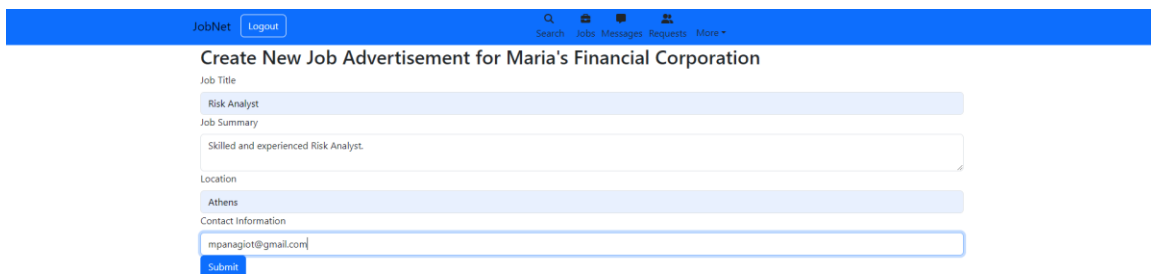 JobNet Logout Search Jobs Messages Requests More
Create New Job Advertisement for Maria's Financial Corporation
Job Title
Risk Analyst
Job Summary
Skilled and experienced Risk Analyst.
Location
Athens
Contact Information
mpanagiot@gmail.com
Submit